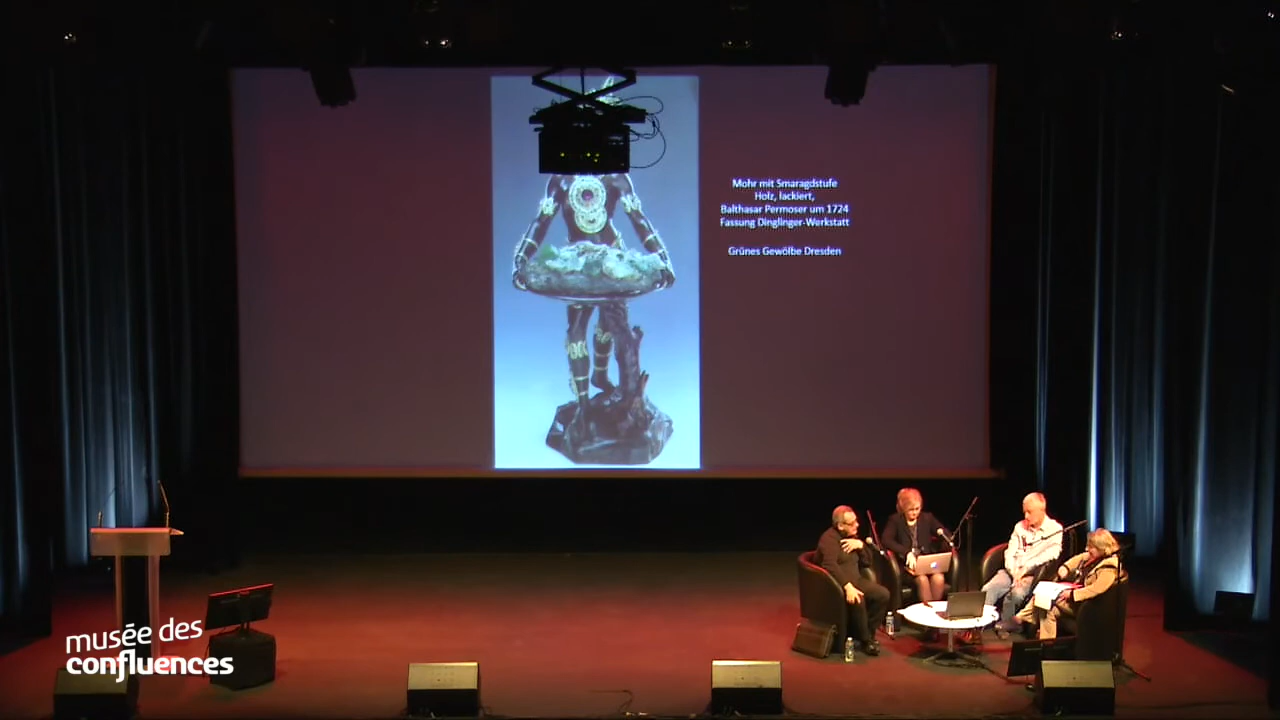 Mohr mit Smaragdstufe
Holz, lackiert,
Balthasar Permoser um 1724
Fassung Dinglinger-Werkstatt
Grünes Gewölbe Dresden
musée des
confluences